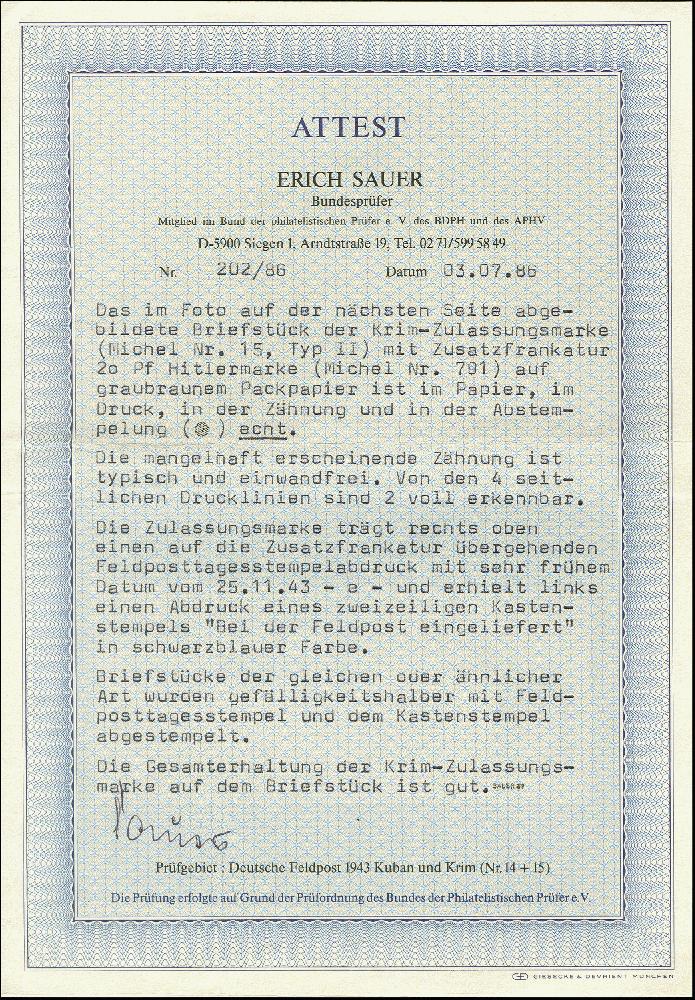 ATTEST
ERICH SAUER
Bundesprüfer
Mitglied im Bund der philatelistischen Prüfer e. V. des BDPH und des APHV
D-5900 Siegen 1, Arndtstraße 19, Tel. 02 71/599 58 49
Nr. 202/86 Datum 03.07.86
Das im Foto auf der nächsten Seite abge-
bildete Briefstück der Krim-Zulassungsmarke
(Michel Nr. 15, Typ II) mit Zusatzfrankatur
2o Pf Hitlermarke (Michel Nr. 791) auf
graubraunem Packpapier ist im Papier, im
Druck, in der Zähnung und in der Abstem-
pelung ( ) echt.
Die mangelhaft erscheinende Zähnung ist
typisch und einwandfrei. Von den 4 seit-
lichen Drucklinien sind 2 voll erkennbar.
Die Zulassungsmarke trägt rechts oben
einen auf die Zusatzfrankatur übergehenden
Feldposttagesstempelabdruck mit sehr frühem
Datum vom 25.11.43 - e - und erhielt links
einen Abdruck eines zweizeiligen Kasten-
stempels "Bei der Feldpost eingeliefert"
in schwarzblauer Farbe.
Briefstücke der gleichen oder ähnlicher
Art wurden gefälligkeitshalber mit Feld-
posttagesstempel und dem Kastenstempel
abgestempelt.
Die Gesamterhaltung der Krim-Zulassungs-
marke auf dem Briefstück ist gut.
Prüfgebiet : Deutsche Feldpost 1943 Kuban und Krim (Nr. 14 + 15)
Die Prüfung erfolgte auf Grund der Prüfordnung des Bundes der Philatelistischen Prüfer e. V.
GIESECKE & DEVRIENT MÜNCHEN